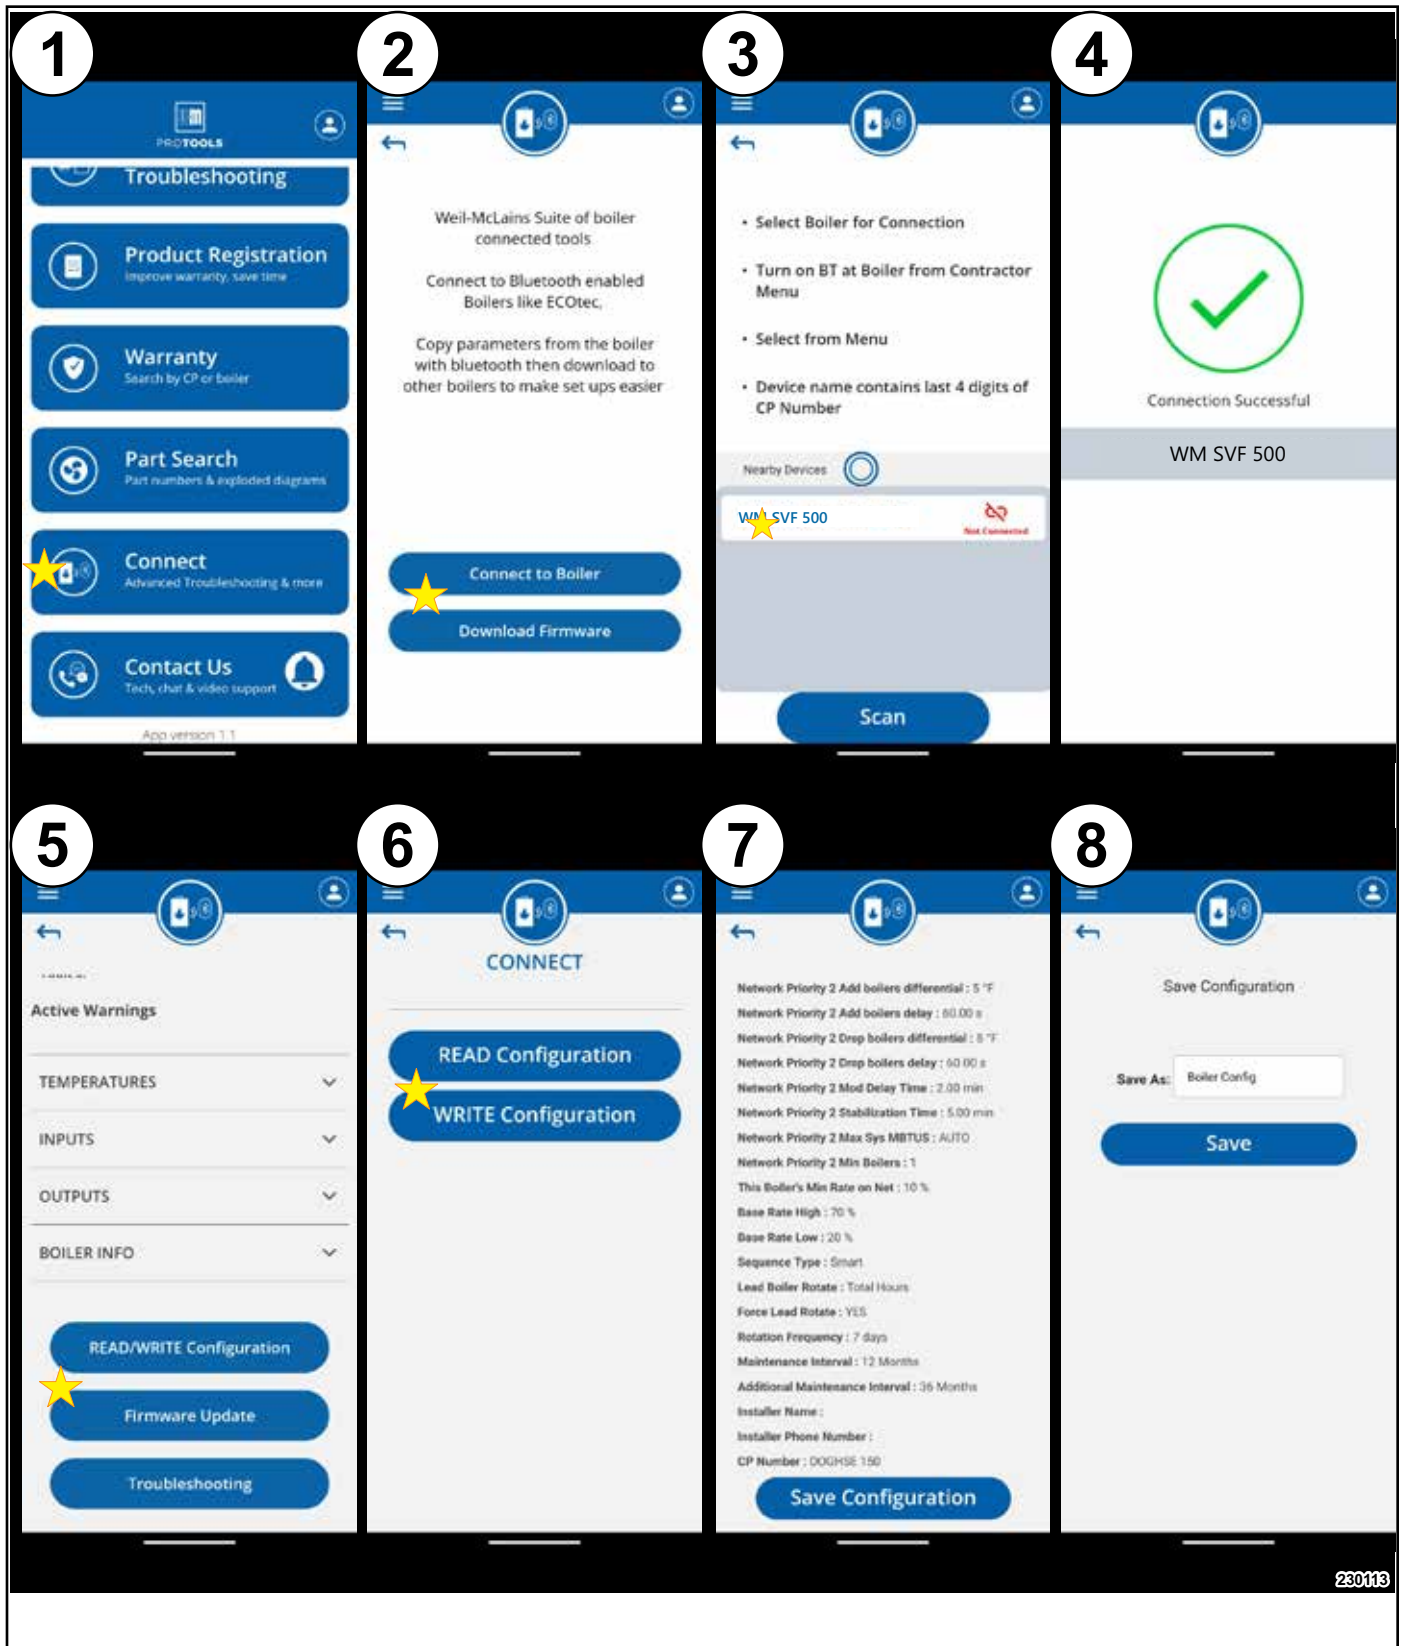 1
PROTOOLS
Troubleshooting
Product Registration
Improve warranty, save time
Warranty
Search by CP or boiler
Part Search
Part numbers & exploded diagrams
Connect
Advanced Troubleshooting & more
Contact Us
Tech, chat & video support
App version 1.1
2
Weil-McLains Suite of boiler
connected tools
Connect to Bluetooth enabled
Boilers like ECOtec,
Copy parameters from the boiler
with bluetooth then download to
other boilers to make set ups easier
Connect to Boiler
Download Firmware
3
• Select Boiler for Connection
• Turn on BT at Boiler from Contractor
Menu
• Select from Menu
• Device name contains last 4 digits of
CP Number
Nearby Devices
WM SVF 500
Not Connected
Scan
4
Connection Successful
WM SVF 500
5
Active Warnings
TEMPERATURES
INPUTS
OUTPUTS
BOILER INFO
READ/WRITE Configuration
Firmware Update
Troubleshooting
6
CONNECT
READ Configuration
WRITE Configuration
7
Network Priority 2 Add boilers differential : 5 °F
Network Priority 2 Add boilers delay : 60.00 s
Network Priority 2 Drop boilers differential : 8 °F
Network Priority 2 Drop boilers delay : 60.00 s
Network Priority 2 Mod Delay Time : 2.00 min
Network Priority 2 Stabilization Time : 5.00 min
Network Priority 2 Max Sys MBTUS : AUTO
Network Priority 2 Min Boilers : 1
This Boiler's Min Rate on Net : 10 %
Base Rate High : 70 %
Base Rate Low : 20 %
Sequence Type : Smart
Lead Boiler Rotate : Total Hours
Force Lead Rotate : YES
Rotation Frequency : 7 days
Maintenance Interval : 12 Months
Additional Maintenance Interval : 36 Months
Installer Name :
Installer Phone Number :
CP Number : DOGHSE 150
Save Configuration
8
Save Configuration
Save As: Boiler Config
Save
230113